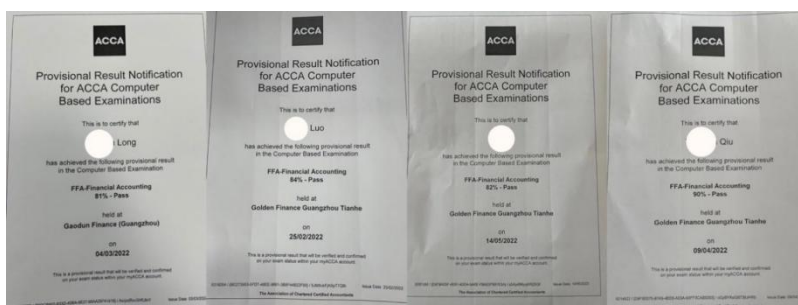 ACCA
Provisional Result Notification
for ACCA Computer
Based Examinations
This is to certify that
Long
has achieved the following provisional result
in the Computer Based Examination
FFA-Financial Accounting
81% - Pass
held at
Gaodun Finance (Guangzhou)
on
04/03/2022
This is a provisional result that will be verified and confirmed
on your exam status within your myACCA account.
ACCA
Provisional Result Notification
for ACCA Computer
Based Examinations
This is to certify that
Luo
has achieved the following provisional result
in the Computer Based Examination
FFA-Financial Accounting
84% - Pass
held at
Golden Finance Guangzhou Tianhe
on
25/02/2022
This is a provisional result that will be verified and confirmed
on your exam status within your myACCA account.
The Association of Chartered Certified Accountants
ACCA
Provisional Result Notification
for ACCA Computer
Based Examinations
This is to certify that
has achieved the following provisional result
in the Computer Based Examination
FFA-Financial Accounting
82% - Pass
held at
Golden Finance Guangzhou Tianhe
on
14/05/2022
This is a provisional result that will be verified and confirmed
on your exam status within your myACCA account.
The Association of Chartered Certified Accountants
ACCA
Provisional Result Notification
for ACCA Computer
Based Examinations
This is to certify that
Qiu
has achieved the following provisional result
in the Computer Based Examination
FFA-Financial Accounting
90% - Pass
held at
Golden Finance Guangzhou Tianhe
on
09/04/2022
This is a provisional result that will be verified and confirmed
on your exam status within your myACCA account.
The Association of Chartered Certified Accountants